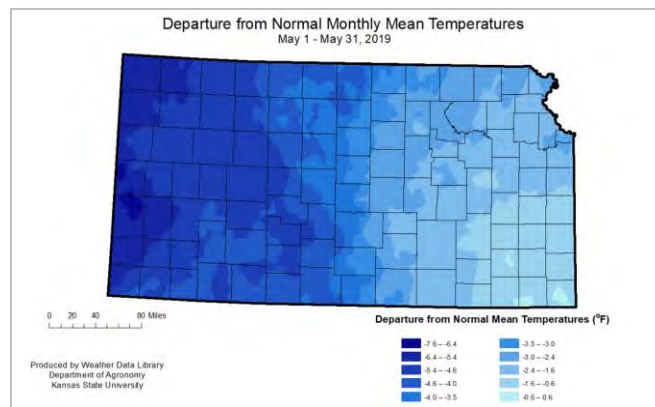 Departure from Normal Monthly Mean Temperatures
May 1 - May 31, 2019
0 20 40 80 Miles
Departure from Normal Mean Temperatures (°F)
-7.6 – -6.4
-6.4 – -5.4
-5.4 – -4.6
-4.6 – -4.0
-4.0 – -3.5
-3.5 – -3.0
-3.0 – -2.4
-2.4 – -1.6
-1.6 – -0.6
-0.6 – 0.6
Produced by Weather Data Library
Department of Agronomy
Kansas State University